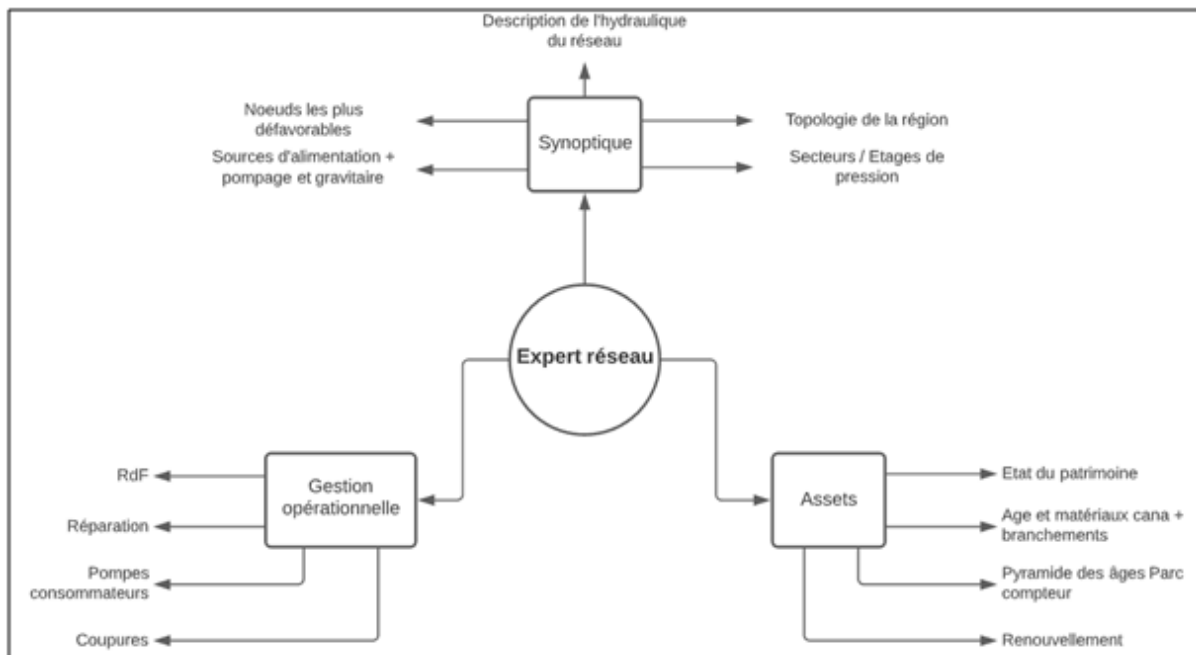 Description de l'hydraulique
du réseau
Noeuds les plus
défavorables
Sources d'alimentation +
pompage et gravitaire
Synoptique
Topologie de la région
Secteurs / Etages de
pression
Expert réseau
Gestion
opérationnelle
RdF
Réparation
Pompes
consommateurs
Coupures
Assets
Etat du patrimoine
Age et matériaux cana +
branchements
Pyramide des âges Parc
compteur
Renouvellement